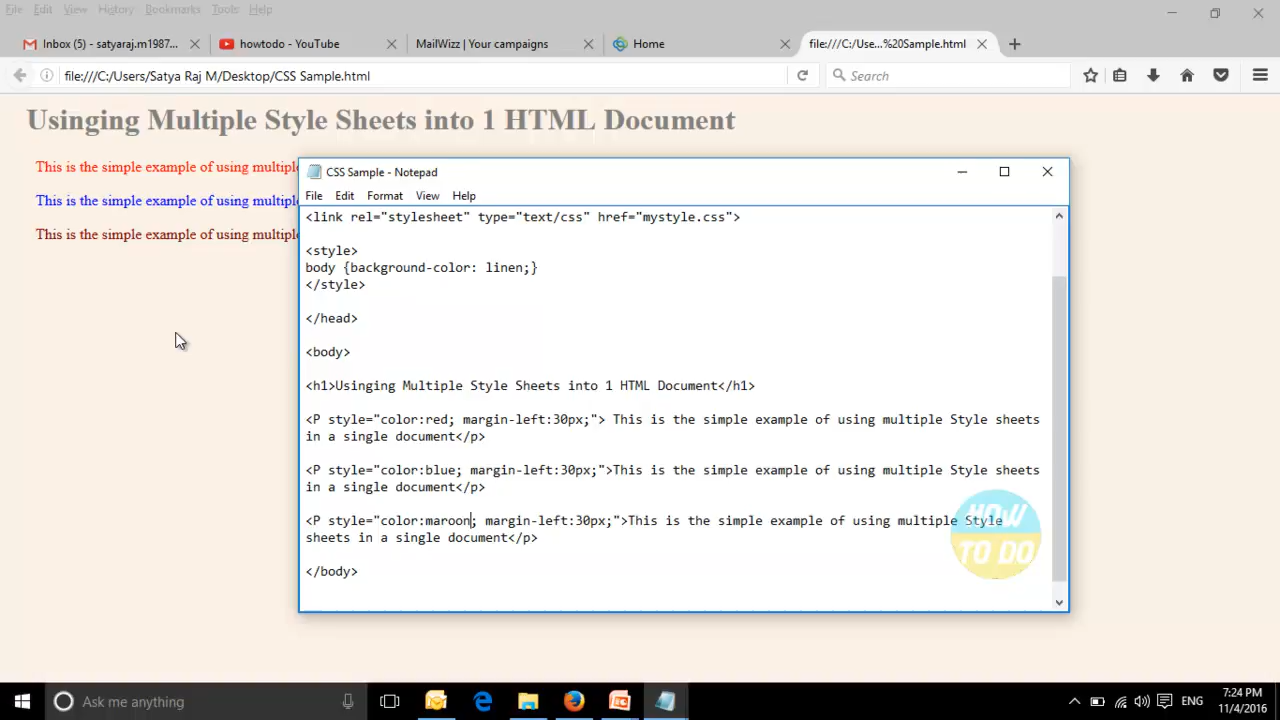 File Edit View History Bookmarks Tools Help
Inbox (5) - satyaraj.m1987... howtodo - YouTube MailWizz | Your campaigns Home file:///C:/Use...%20Sample.html
file:///C:/Users/Satya Raj M/Desktop/CSS Sample.html Search
Usinging Multiple Style Sheets into 1 HTML Document
This is the simple example of using multiple
This is the simple example of using multiple
This is the simple example of using multiple
CSS Sample - Notepad
File Edit Format View Help
<link rel="stylesheet" type="text/css" href="mystyle.css">
<style>
body {background-color: linen;}
</style>
</head>
<body>
<h1>Usinging Multiple Style Sheets into 1 HTML Document</h1>
<P style="color:red; margin-left:30px;"> This is the simple example of using multiple Style sheets
in a single document</p>
<P style="color:blue; margin-left:30px;">This is the simple example of using multiple Style sheets
in a single document</p>
<P style="color:maroon; margin-left:30px;">This is the simple example of using multiple Style
sheets in a single document</p>
</body>
HOW
TO DO
Ask me anything
ENG
7:24 PM
11/4/2016